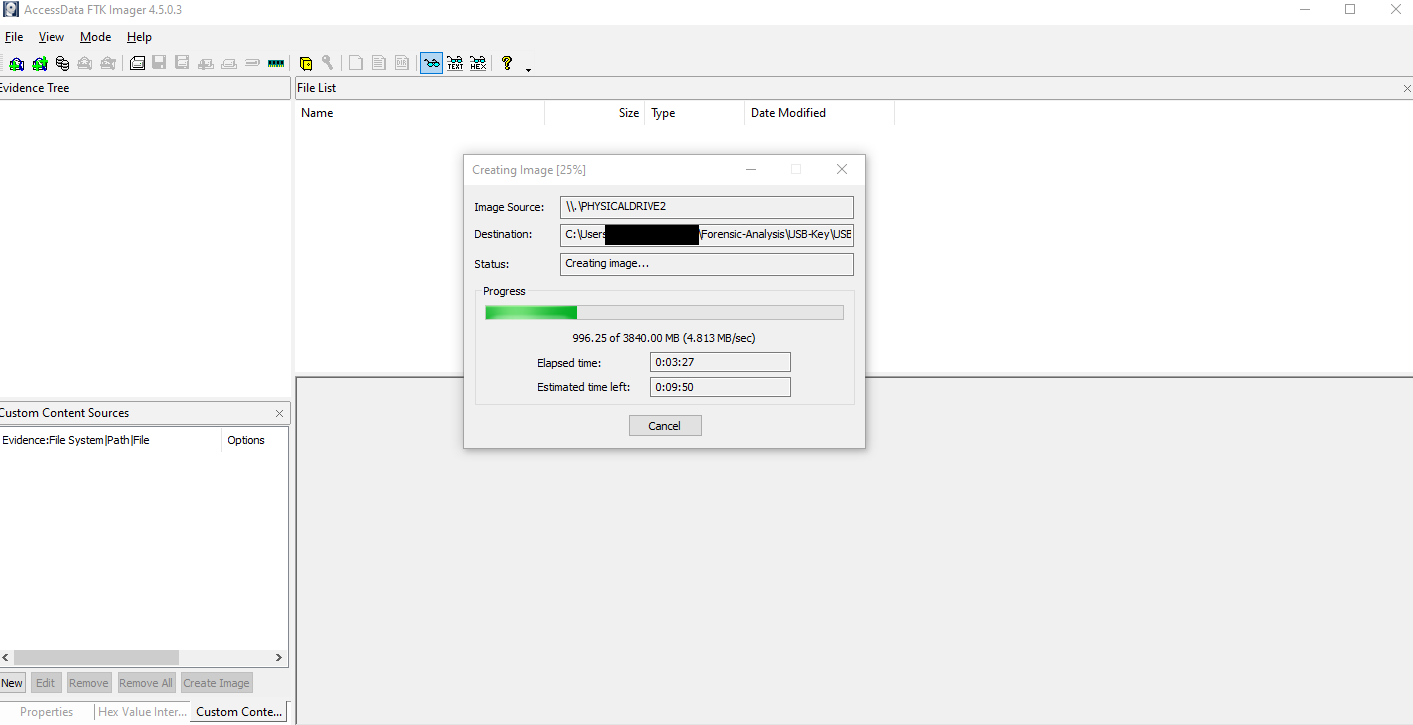 AccessData FTK Imager 4.5.0.3
File View Mode Help
TEXT HEX
Evidence Tree
File List
Name Size Type Date Modified
Creating Image [25%]
Image Source: \\.\PHYSICALDRIVE2
Destination: C:\Users \Forensic-Analysis\USB-Key\USB
Status: Creating image...
Progress
996.25 of 3840.00 MB (4.813 MB/sec)
Elapsed time: 0:03:27
Estimated time left: 0:09:50
Cancel
Custom Content Sources
Evidence:File System|Path|File Options
New Edit Remove Remove All Create Image
Properties Hex Value Inter... Custom Conte...